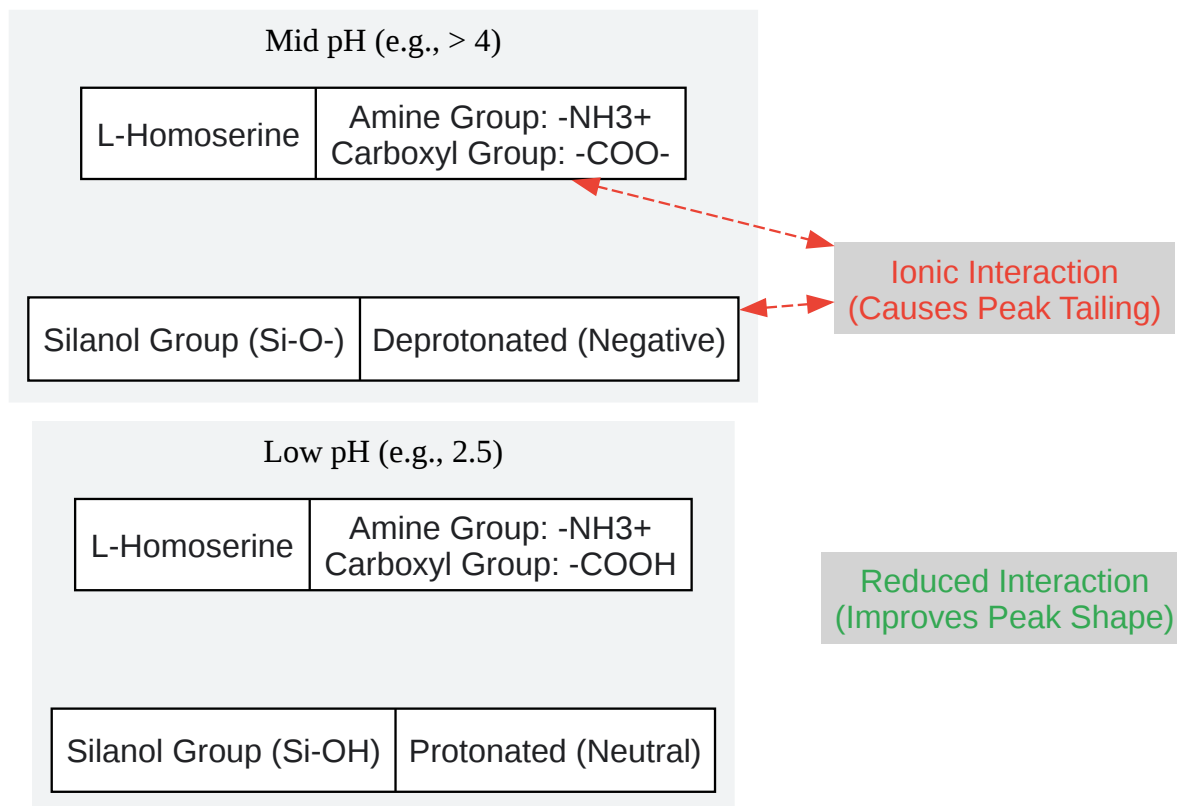 Mid pH (e.g., > 4)
L-Homoserine
Amine Group: -NH3+
Carboxyl Group: -COO-
Ionic Interaction
(Causes Peak Tailing)
Silanol Group (Si-O-)
Deprotonated (Negative)
Low pH (e.g., 2.5)
L-Homoserine
Amine Group: -NH3+
Carboxyl Group: -COOH
Reduced Interaction
(Improves Peak Shape)
Silanol Group (Si-OH)
Protonated (Neutral)